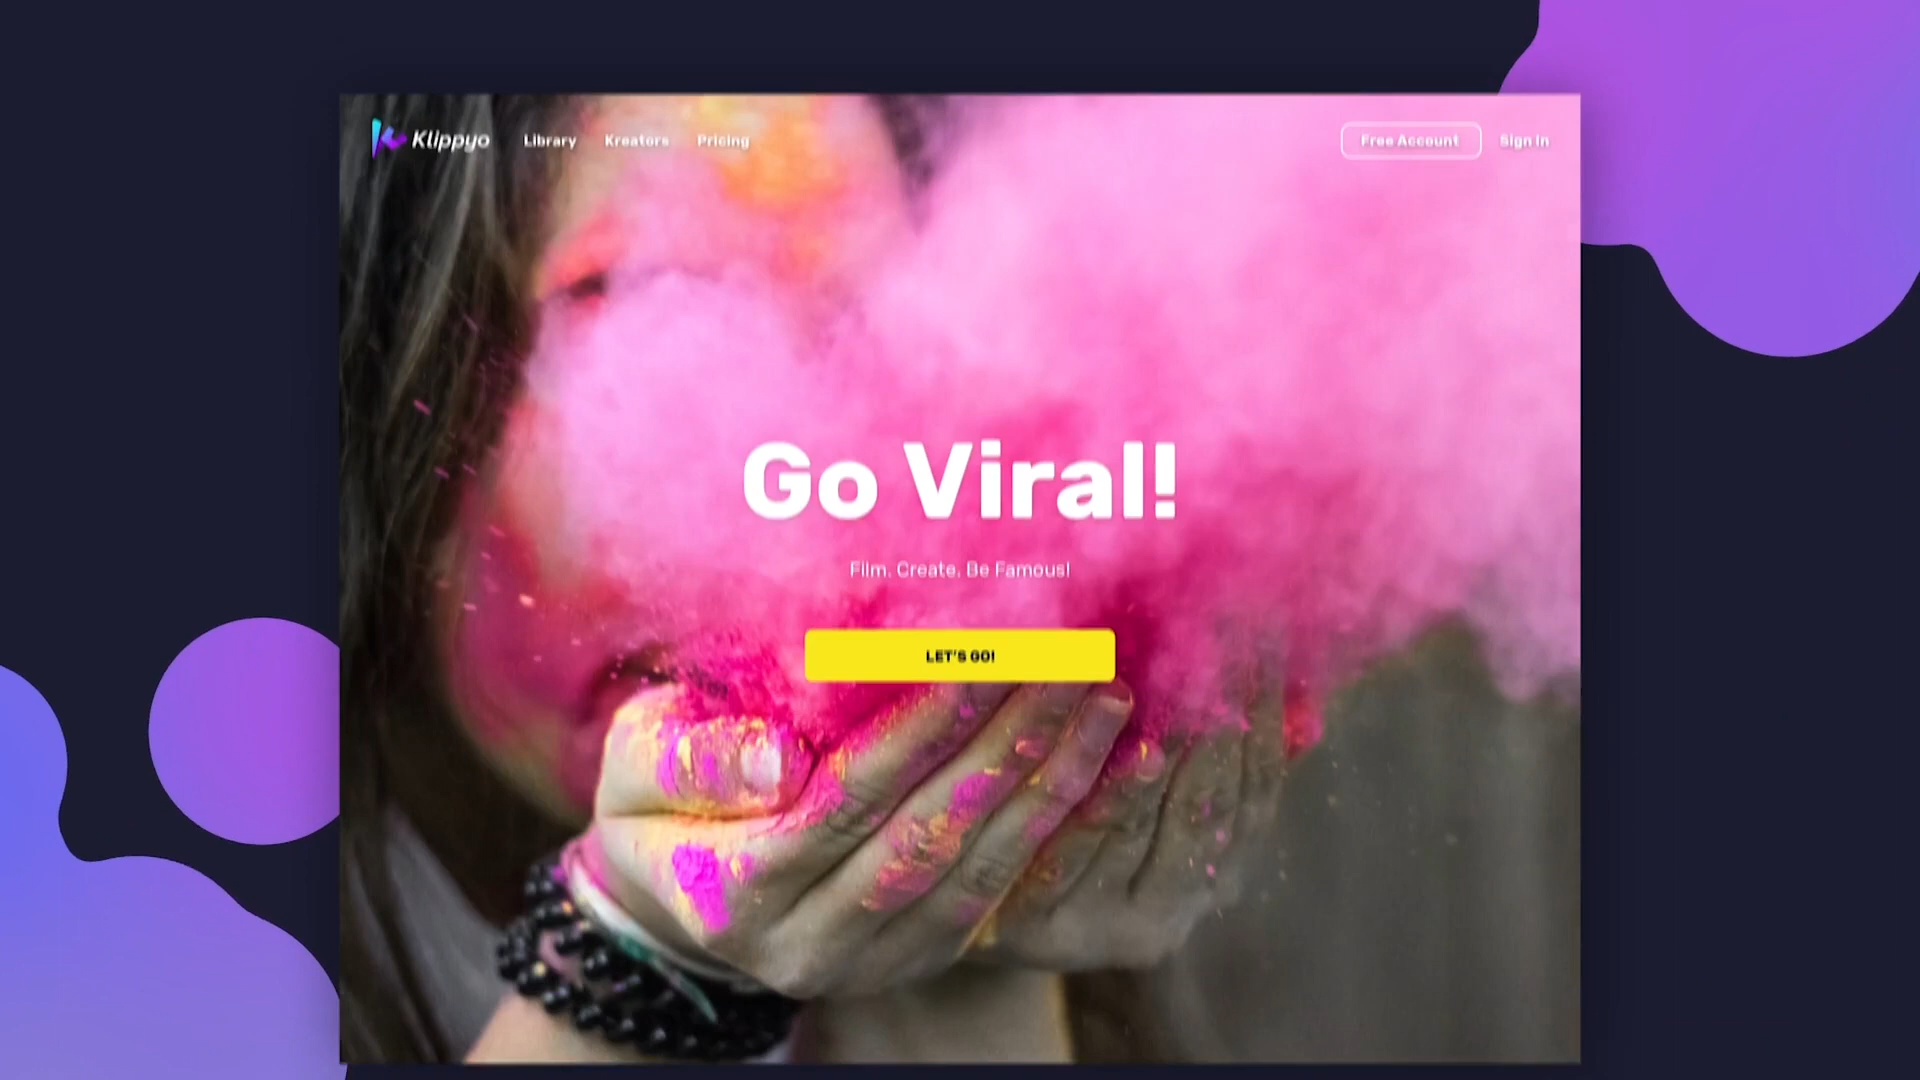 Klippyo Library Kreators Pricing Free Account Sign In
Go Viral!
Film. Create. Be Famous!
LET'S GO!